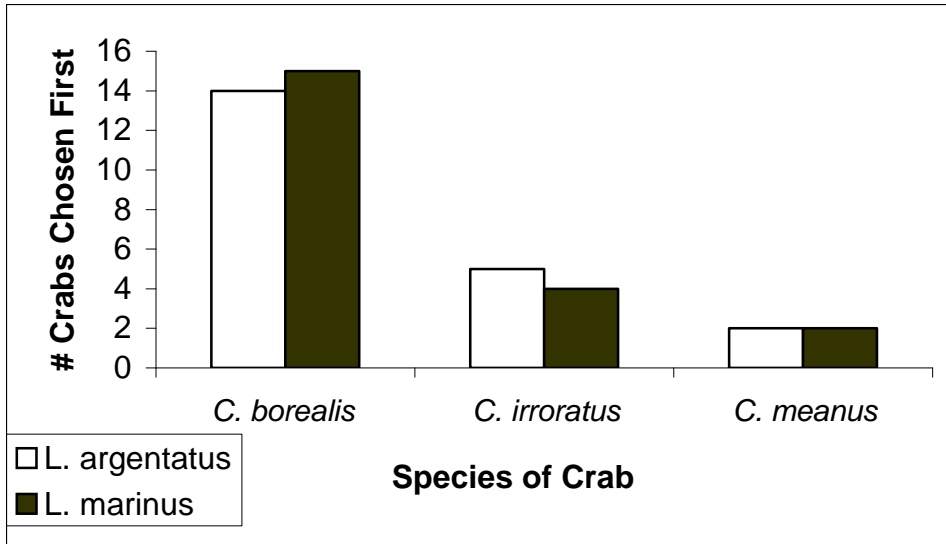 # Crabs Chosen First
16
14
12
10
8
6
4
2
0
C. borealis C. irroratus C. meanus
Species of Crab
L. argentatus
L. marinus